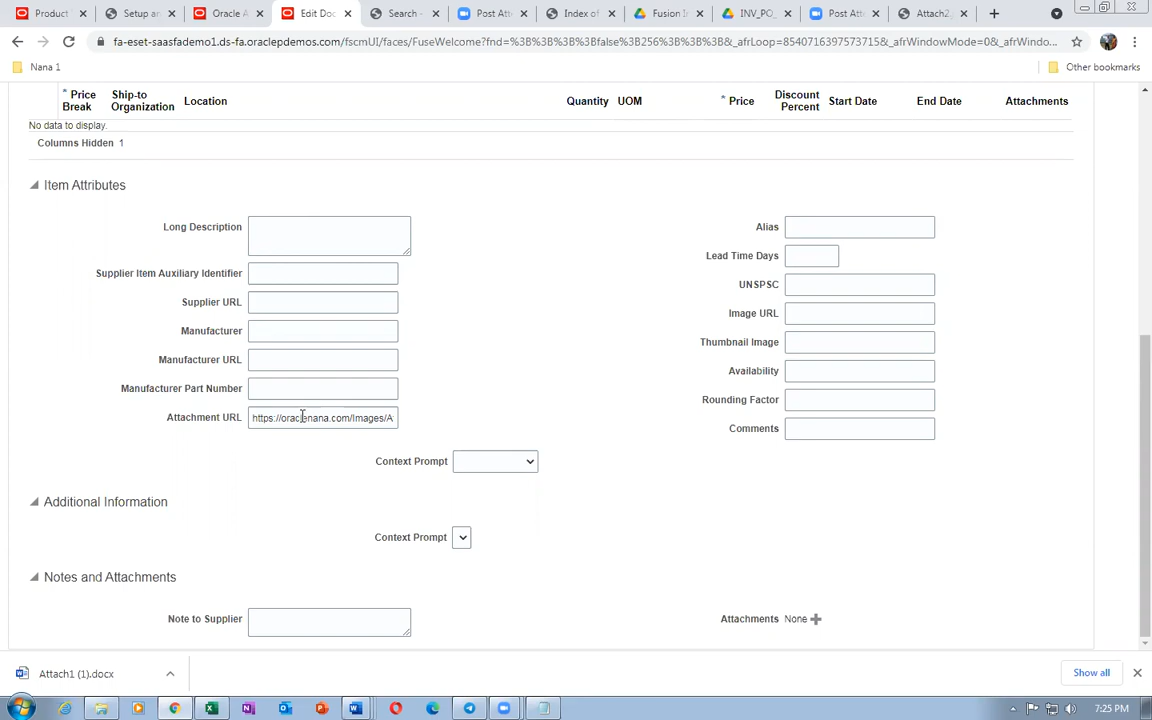 Product
Setup an
Oracle A
Edit Doc
Search -
Post Atte
Index of
Fusion In
INV_PO_
Post Atte
Attach2_
fa-eset-saasfademo1.ds-fa.oraclepdemos.com/fscmUI/faces/FuseWelcome?fnd=%3B%3B%3B%3Bfalse%3B256%3B%3B%3B&_afrLoop=8540716397573715&_afrWindowMode=0&_afrWindo...
Nana 1
Other bookmarks
* Price Ship-to Discount
Break Organization Location Quantity UOM * Price Percent Start Date End Date Attachments
No data to display.
Columns Hidden 1
Item Attributes
Long Description
Alias
Lead Time Days
Supplier Item Auxiliary Identifier
UNSPSC
Supplier URL
Image URL
Manufacturer
Thumbnail Image
Manufacturer URL
Availability
Manufacturer Part Number
Rounding Factor
Attachment URL https://oraclenana.com/Images/A
Comments
Context Prompt
Additional Information
Context Prompt
Notes and Attachments
Note to Supplier
Attachments None
Attach1 (1).docx
Show all
7:25 PM